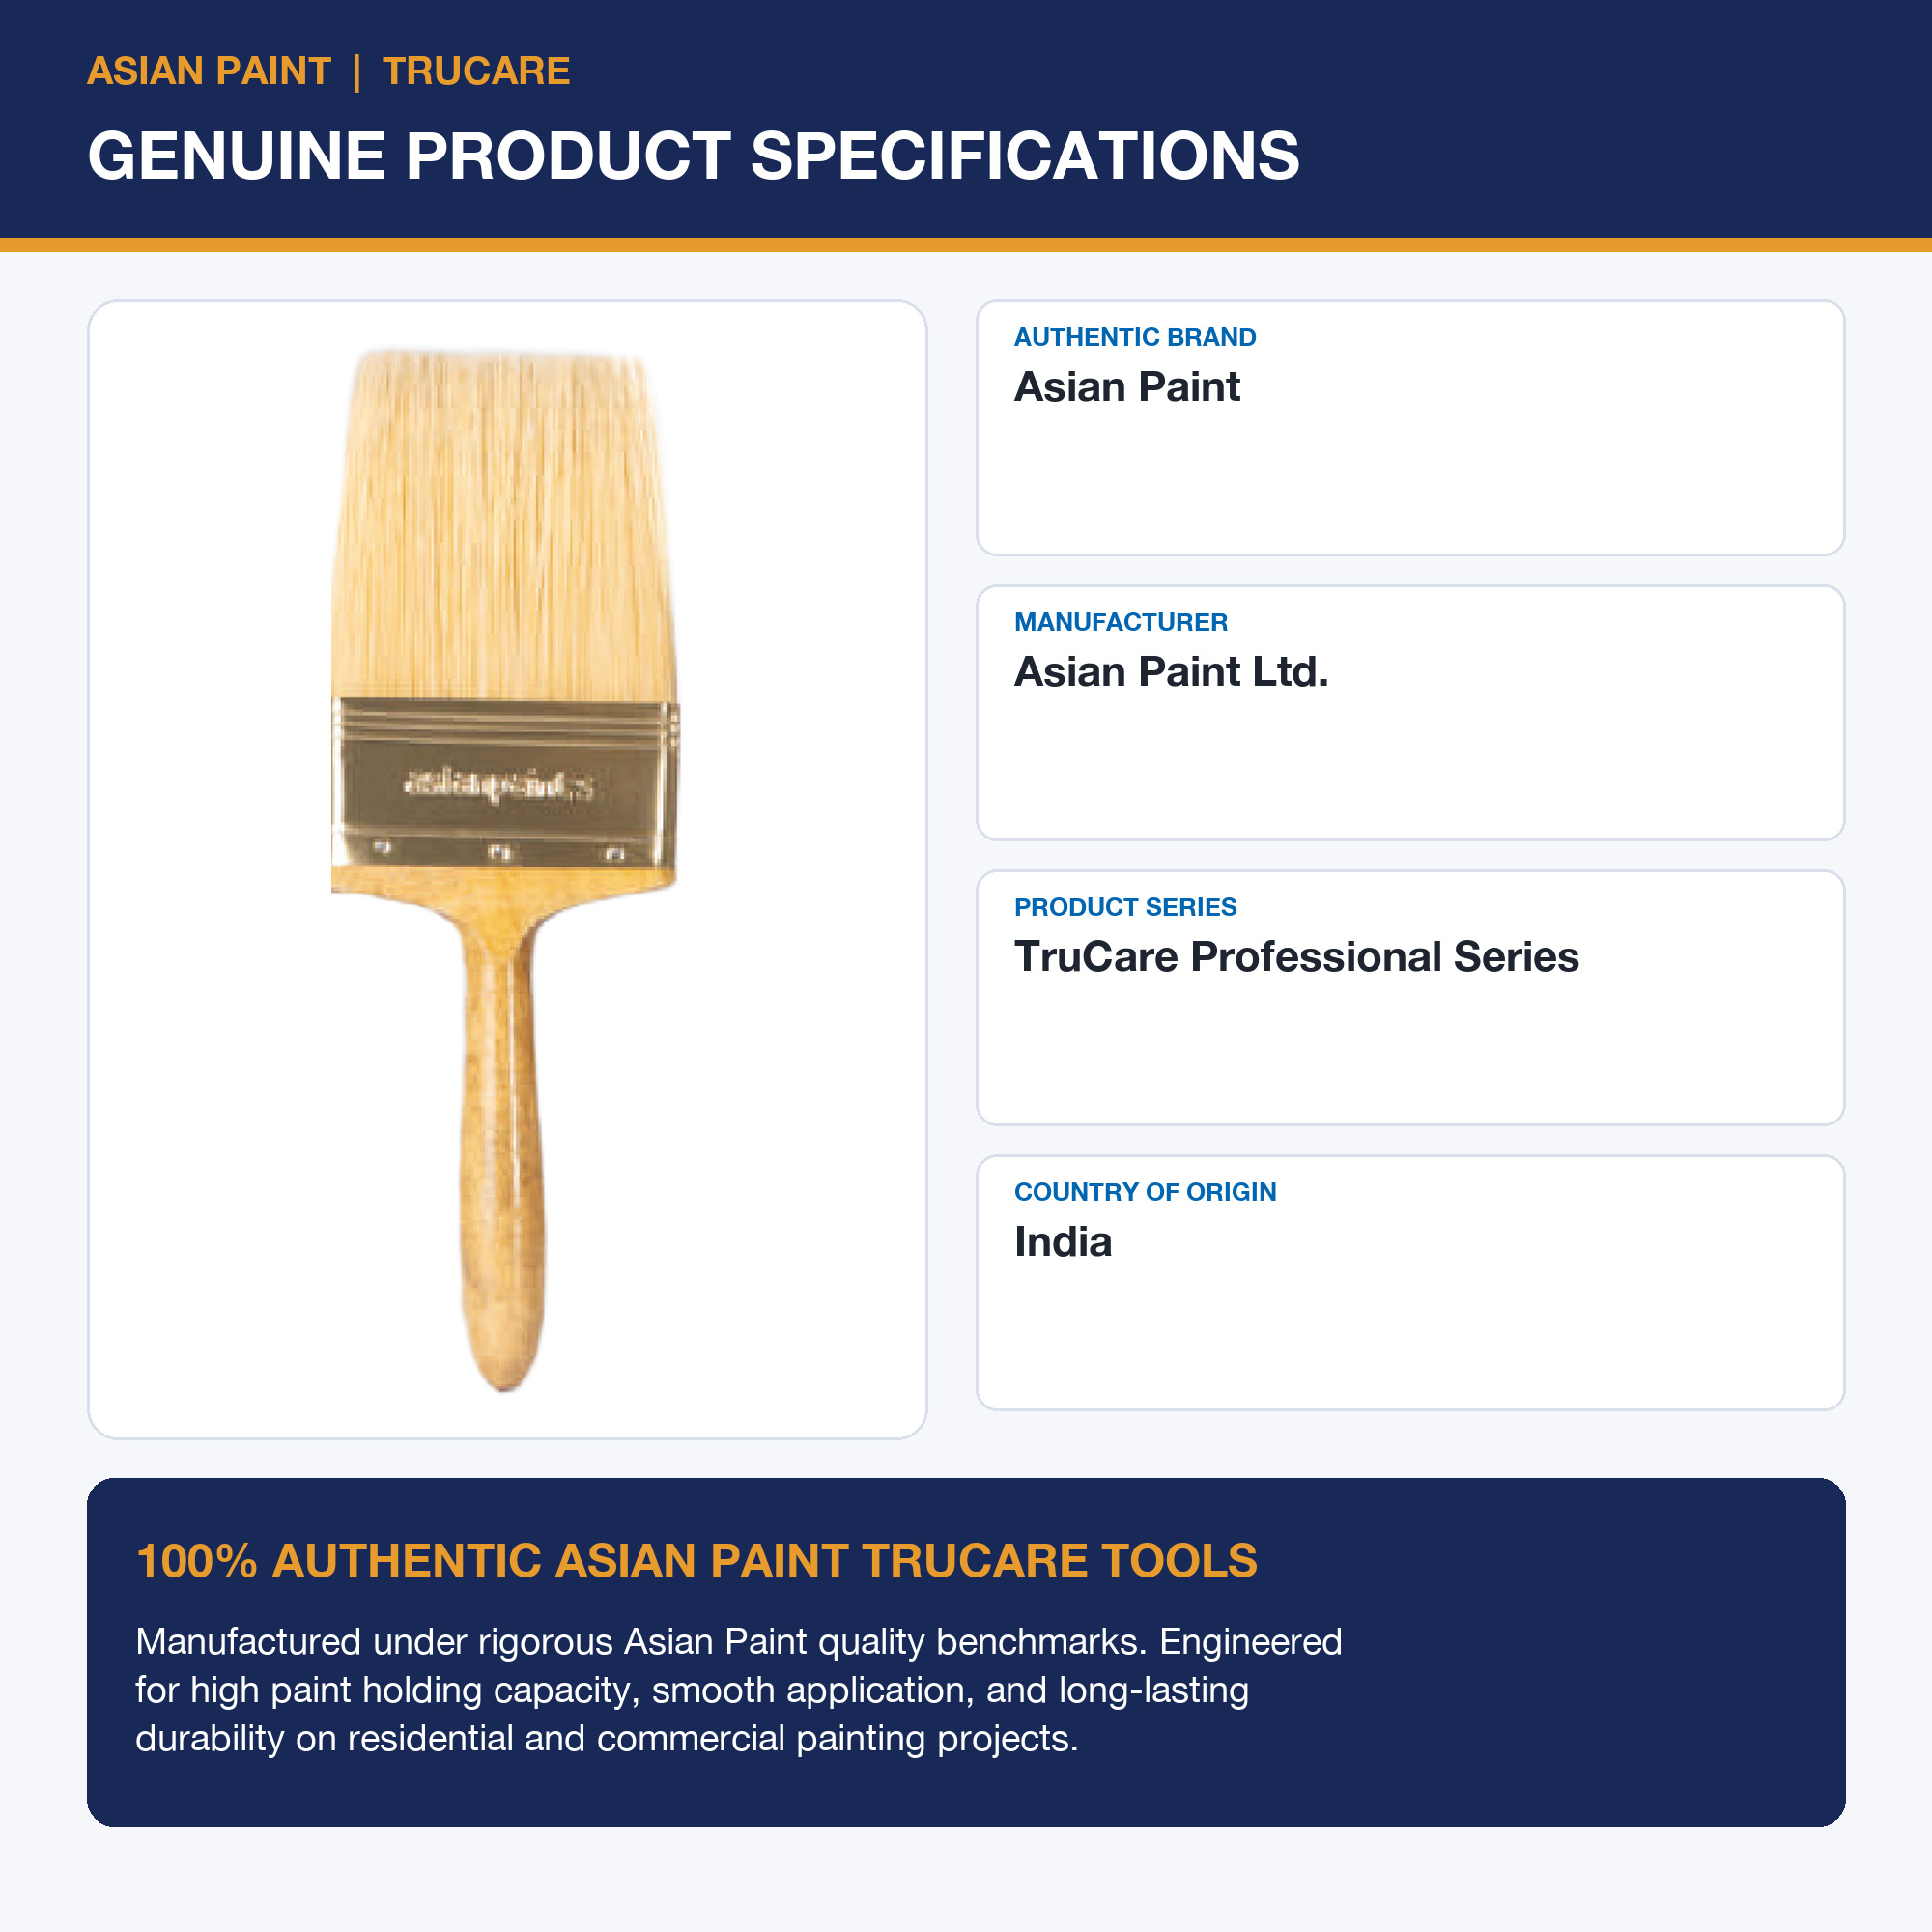 ASIAN PAINT | TRUCARE
GENUINE PRODUCT SPECIFICATIONS
AUTHENTIC BRAND
Asian Paint
asianpaints
MANUFACTURER
Asian Paint Ltd.
PRODUCT SERIES
TruCare Professional Series
COUNTRY OF ORIGIN
India
100% AUTHENTIC ASIAN PAINT TRUCARE TOOLS
Manufactured under rigorous Asian Paint quality benchmarks. Engineered
for high paint holding capacity, smooth application, and long-lasting
durability on residential and commercial painting projects.